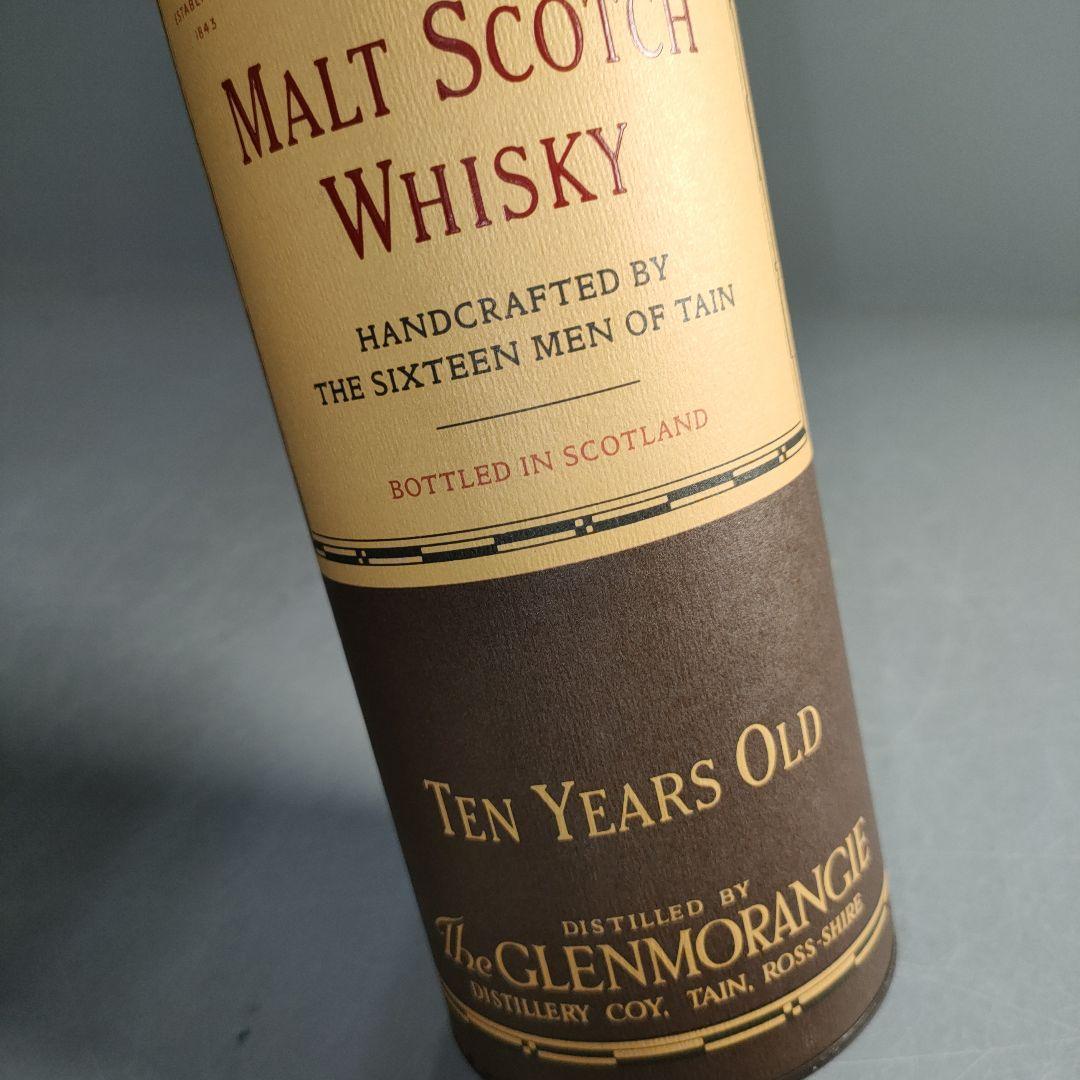 1843
MALT SCOTCH
WHISKY
HANDCRAFTED BY
THE SIXTEEN MEN OF TAIN
BOTTLED IN SCOTLAND
TEN YEARS OLD
DISTILLED BY
The GLENMORANGIE
DISTILLERY COY, TAIN, ROSS-SHIRE